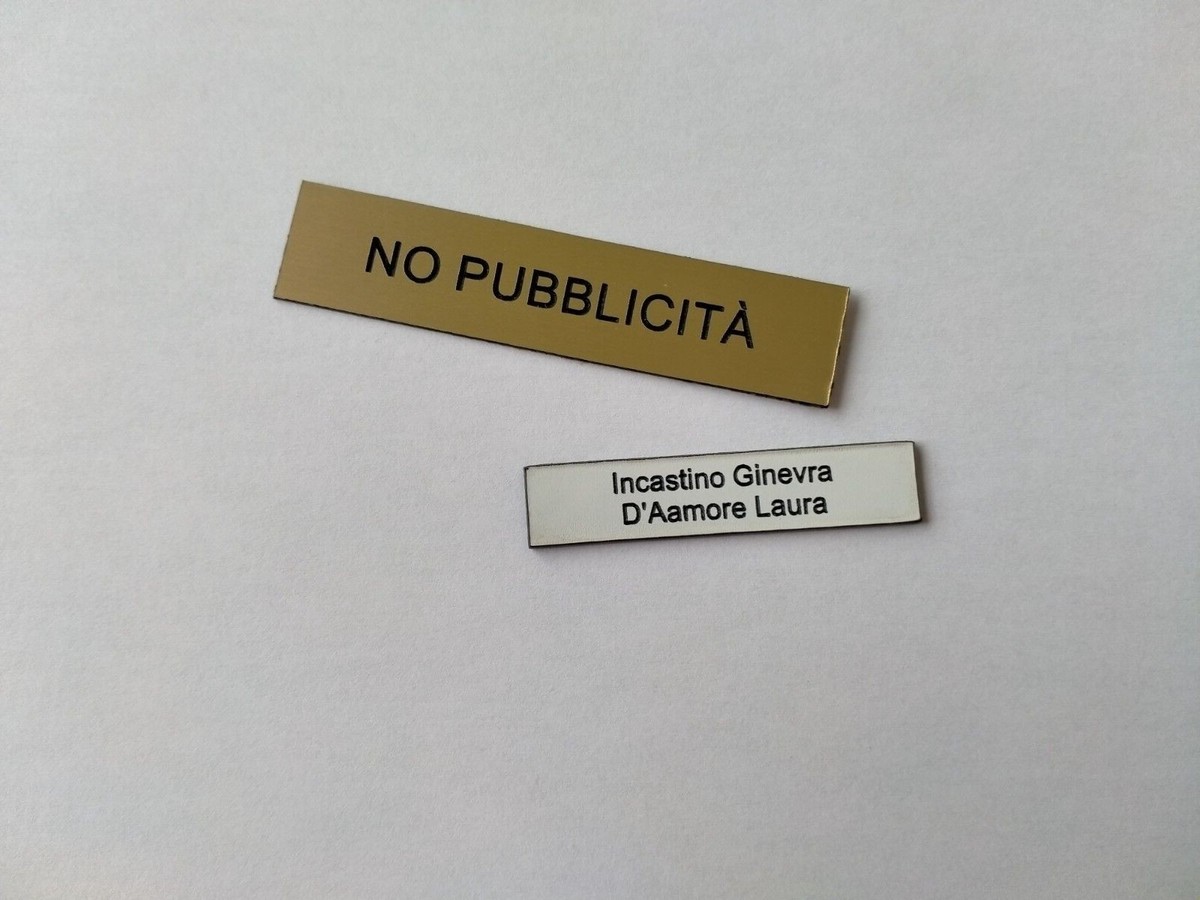 NO PUBBLICITÀ
Incastino Ginevra
D'Aamore Laura